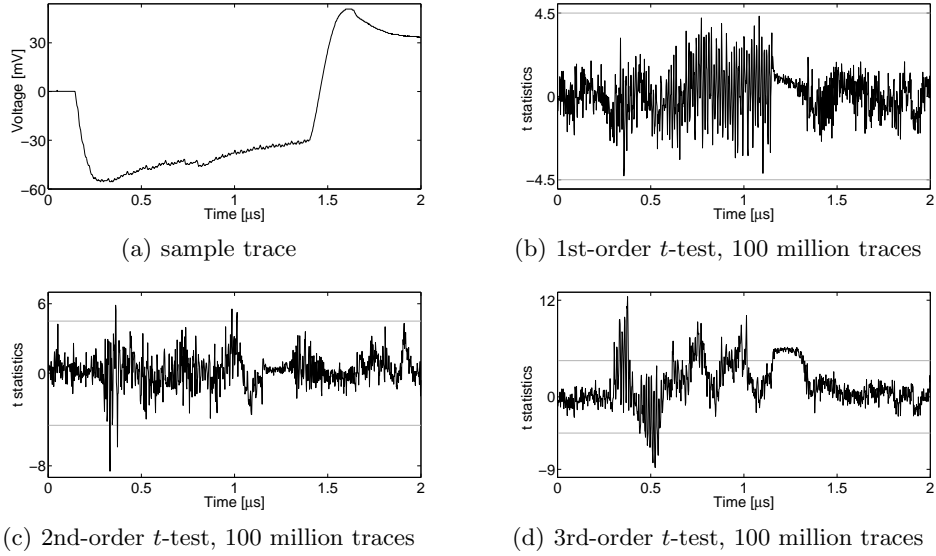 Voltage [mV]
30
0
−30
−60
0
0.5
1
1.5
2
Time [µs]
(a) sample trace
t statistics
4.5
0
−4.5
0
0.5
1
1.5
2
Time [µs]
(b) 1st-order t-test, 100 million traces
t statistics
6
0
−8
0
0.5
1
1.5
2
Time [µs]
(c) 2nd-order t-test, 100 million traces
t statistics
12
0
−9
0
0.5
1
1.5
2
Time [µs]
(d) 3rd-order t-test, 100 million traces